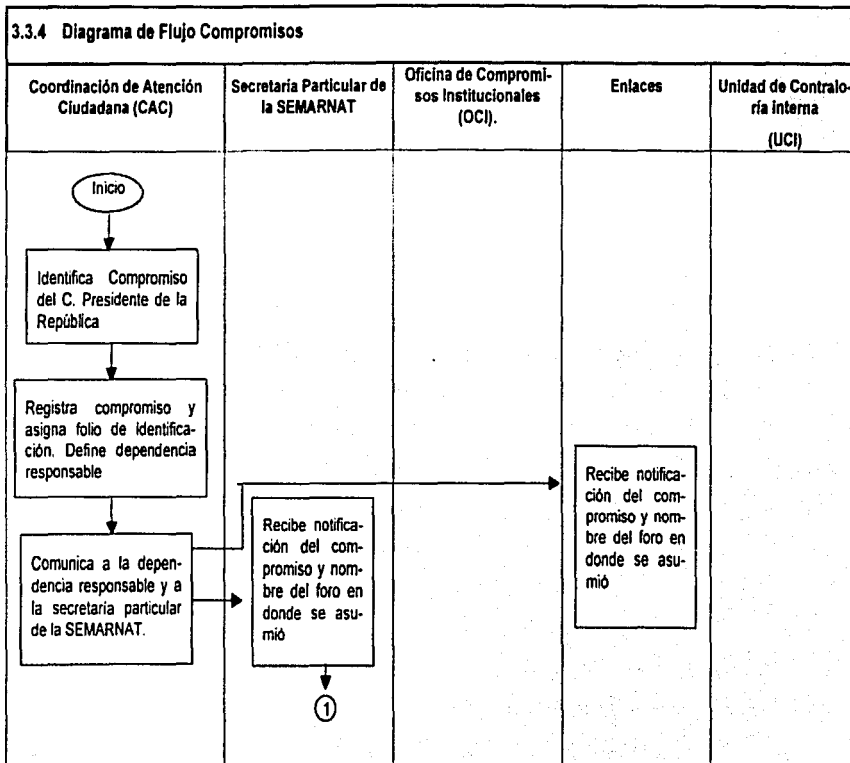 3.3.4 Diagrama de Flujo Compromisos
Coordinación de Atención
Ciudadana (CAC)
Secretaria Particular de
la SEMARNAT
Oficina de Compromi-
sos Institucionales
(OCI).
Enlaces
Unidad de Contralo-
ría interna
(UCI)
Inicio
Identifica Compromiso
del C. Presidente de la
República
Registra compromiso y
asigna folio de identifica-
ción. Define dependencia
responsable
Comunica a la depen-
dencia responsable y a
la secretaria particular
de la SEMARNAT.
Recibe notifica-
ción del com-
promiso y nom-
bre del foro en
donde se asu-
mió
1
Recibe notifica-
ción del com-
promiso y nom-
bre del foro en
donde se asu-
mió